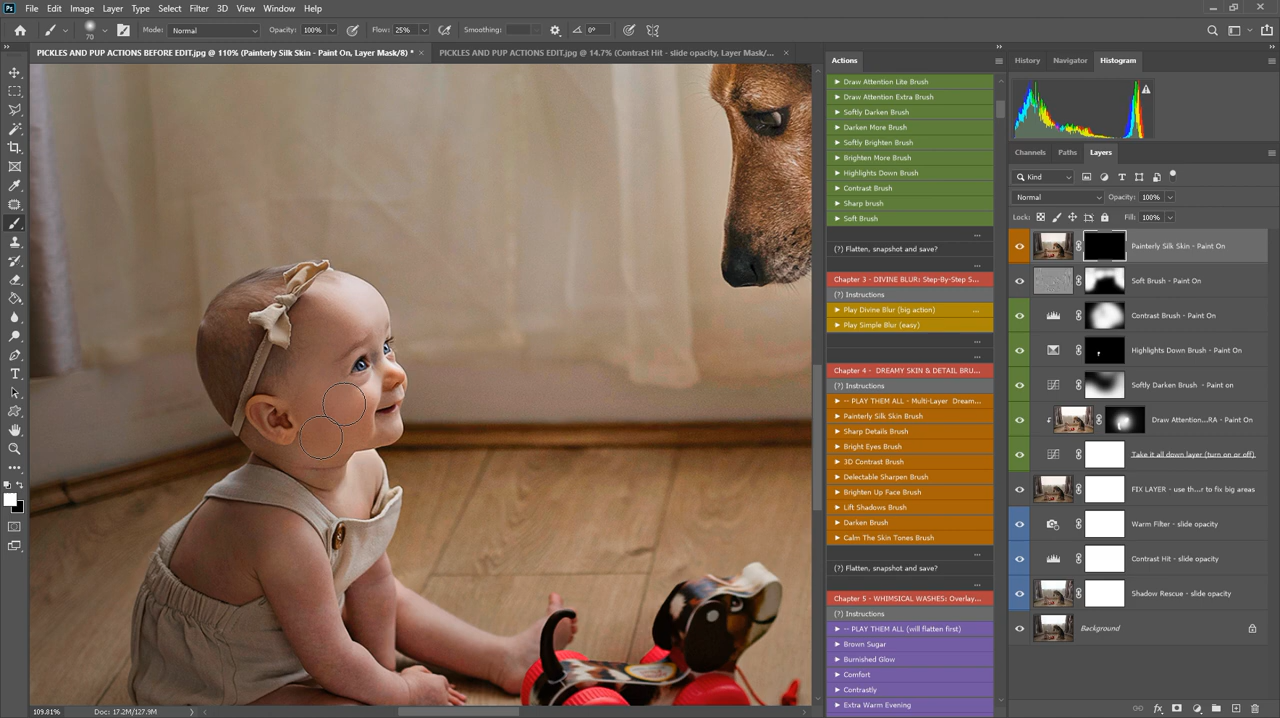 Ps File Edit Image Layer Type Select Filter 3D View Window Help
70 Mode: Normal Opacity: 100% Flow: 25% Smoothing: 0°
PICKLES AND PUP ACTIONS BEFORE EDIT.jpg @ 110% (Painterly Silk Skin - Paint On, Layer Mask/8) * ×
PICKLES AND PUP ACTIONS EDIT.jpg @ 14.7% (Contrast Hit - slide opacity, Layer Mask/... ×
Actions
Draw Attention Lite Brush
Draw Attention Extra Brush
Softly Darken Brush
Darken More Brush
Softly Brighten Brush
Brighten More Brush
Highlights Down Brush
Contrast Brush
Sharp brush
Soft Brush
...
(?) Flatten, snapshot and save?
...
Chapter 3 - DIVINE BLUR: Step-By-Step S...
(?) Instructions
Play Divine Blur (big action) ...
Play Simple Blur (easy)
...
...
Chapter 4 - DREAMY SKIN & DETAIL BRU...
(?) Instructions
-- PLAY THEM ALL - Multi-Layer Dream...
Painterly Silk Skin Brush
Sharp Details Brush
Bright Eyes Brush
3D Contrast Brush
Delectable Sharpen Brush
Brighten Up Face Brush
Lift Shadows Brush
Darken Brush
Calm The Skin Tones Brush
...
(?) Flatten, snapshot and save?
...
Chapter 5 - WHIMSICAL WASHES: Overlay...
(?) Instructions
-- PLAY THEM ALL (will flatten first)
Brown Sugar
Burnished Glow
Comfort
Contrastly
Extra Warm Evening
History Navigator Histogram
Channels Paths Layers
Kind
Normal Opacity: 100%
Lock: Fill: 100%
Painterly Silk Skin - Paint On
Soft Brush - Paint On
Contrast Brush - Paint On
Highlights Down Brush - Paint On
Softly Darken Brush - Paint on
Draw Attention...RA - Paint On
Take it all down layer (turn on or off)
FIX LAYER - use th...r to fix big areas
Warm Filter - slide opacity
Contrast Hit - slide opacity
Shadow Rescue - slide opacity
Background
109.81% Doc: 17.2M/127.9M